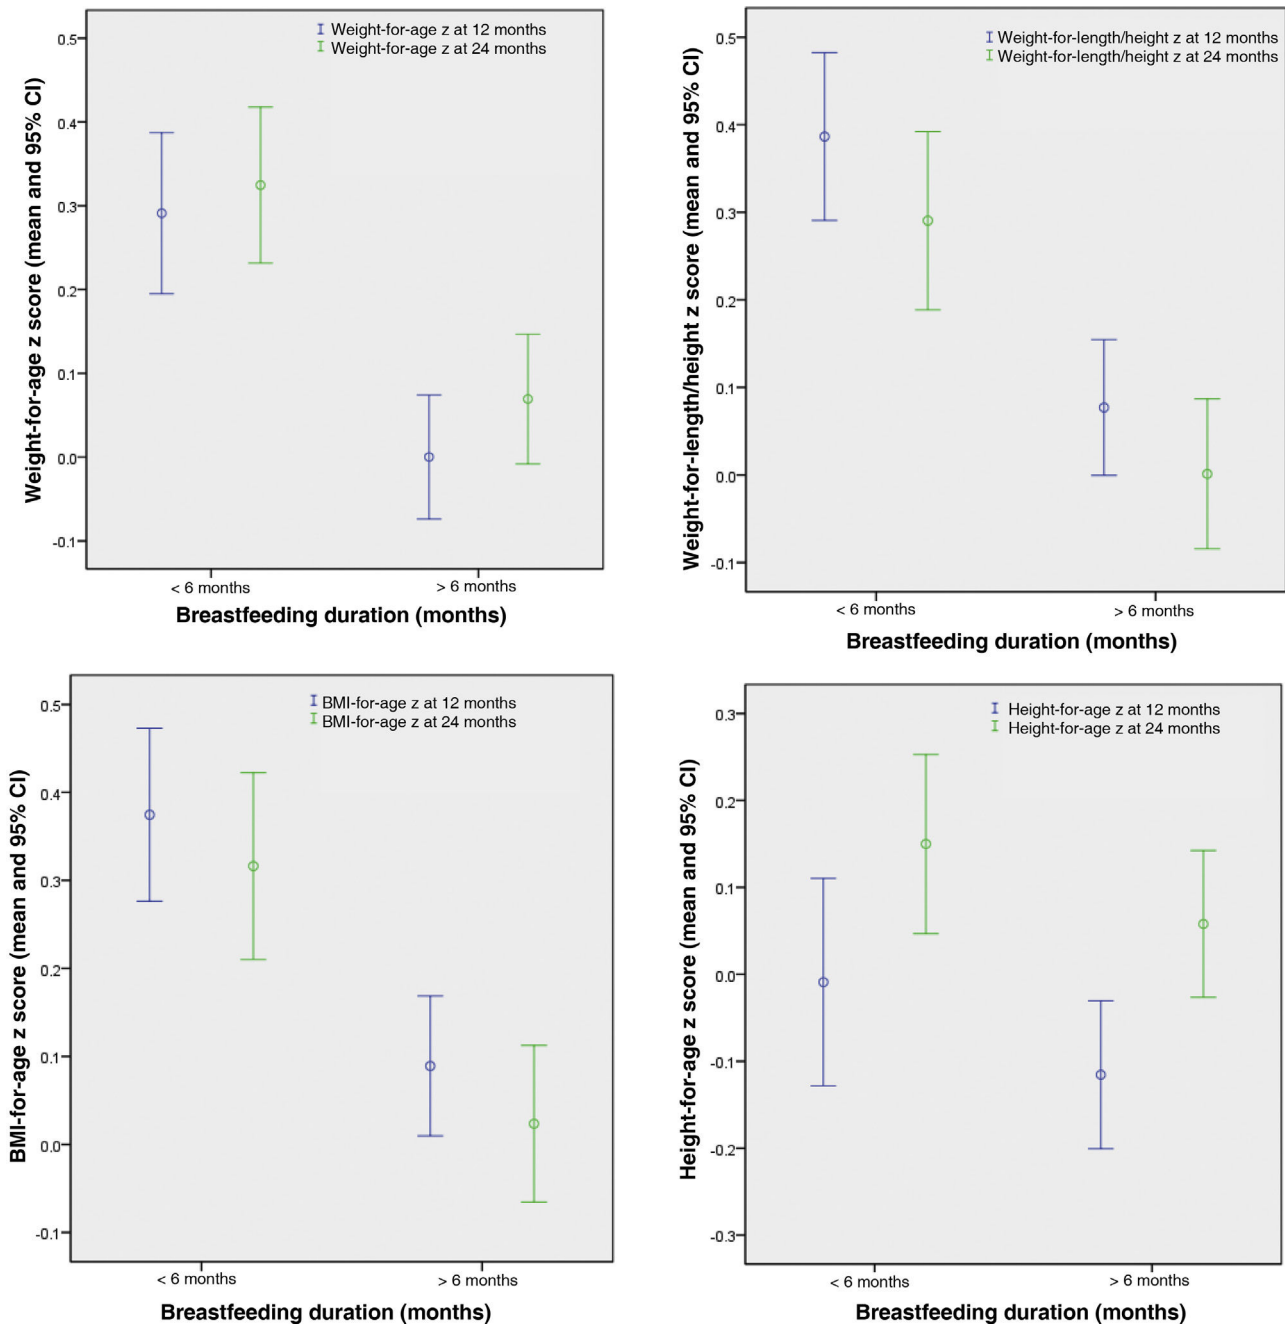 Weight-for-age z score (mean and 95% CI)
0.5
0.4
0.3
0.2
0.1
0.0
-0.1
Weight-for-age z at 12 months
Weight-for-age z at 24 months
< 6 months
> 6 months
Breastfeeding duration (months)
Weight-for-length/height z score (mean and 95% CI)
0.5
0.4
0.3
0.2
0.1
0.0
-0.1
Weight-for-length/height z at 12 months
Weight-for-length/height z at 24 months
< 6 months
> 6 months
Breastfeeding duration (months)
BMI-for-age z score (mean and 95% CI)
0.5
0.4
0.3
0.2
0.1
0.0
-0.1
BMI-for-age z at 12 months
BMI-for-age z at 24 months
< 6 months
> 6 months
Breastfeeding duration (months)
Height-for-age z score (mean and 95% CI)
0.3
0.2
0.1
0.0
-0.1
-0.2
-0.3
Height-for-age z at 12 months
Height-for-age z at 24 months
< 6 months
> 6 months
Breastfeeding duration (months)